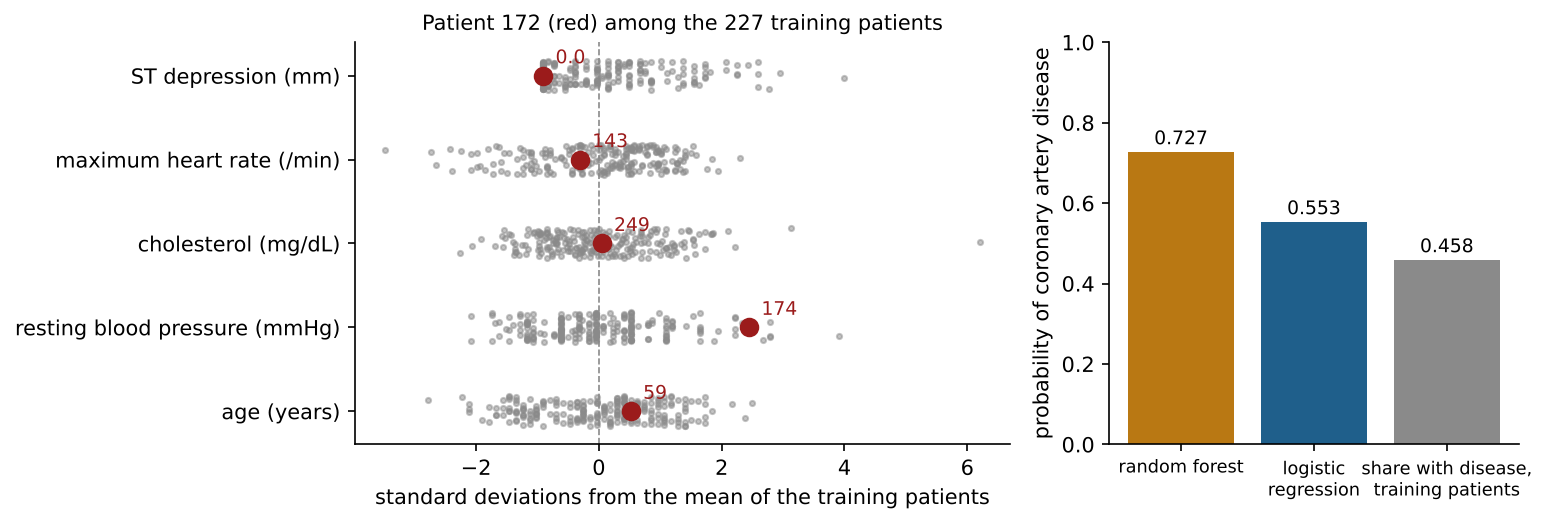 Patient 172 (red) among the 227 training patients
ST depression (mm)
0.0
maximum heart rate (/min)
143
cholesterol (mg/dL)
249
resting blood pressure (mmHg)
174
age (years)
59
−2 0 2 4 6
standard deviations from the mean of the training patients
probability of coronary artery disease
1.0
0.8
0.6
0.4
0.2
0.0
0.727
0.553
0.458
random forest
logistic
regression
share with disease,
training patients